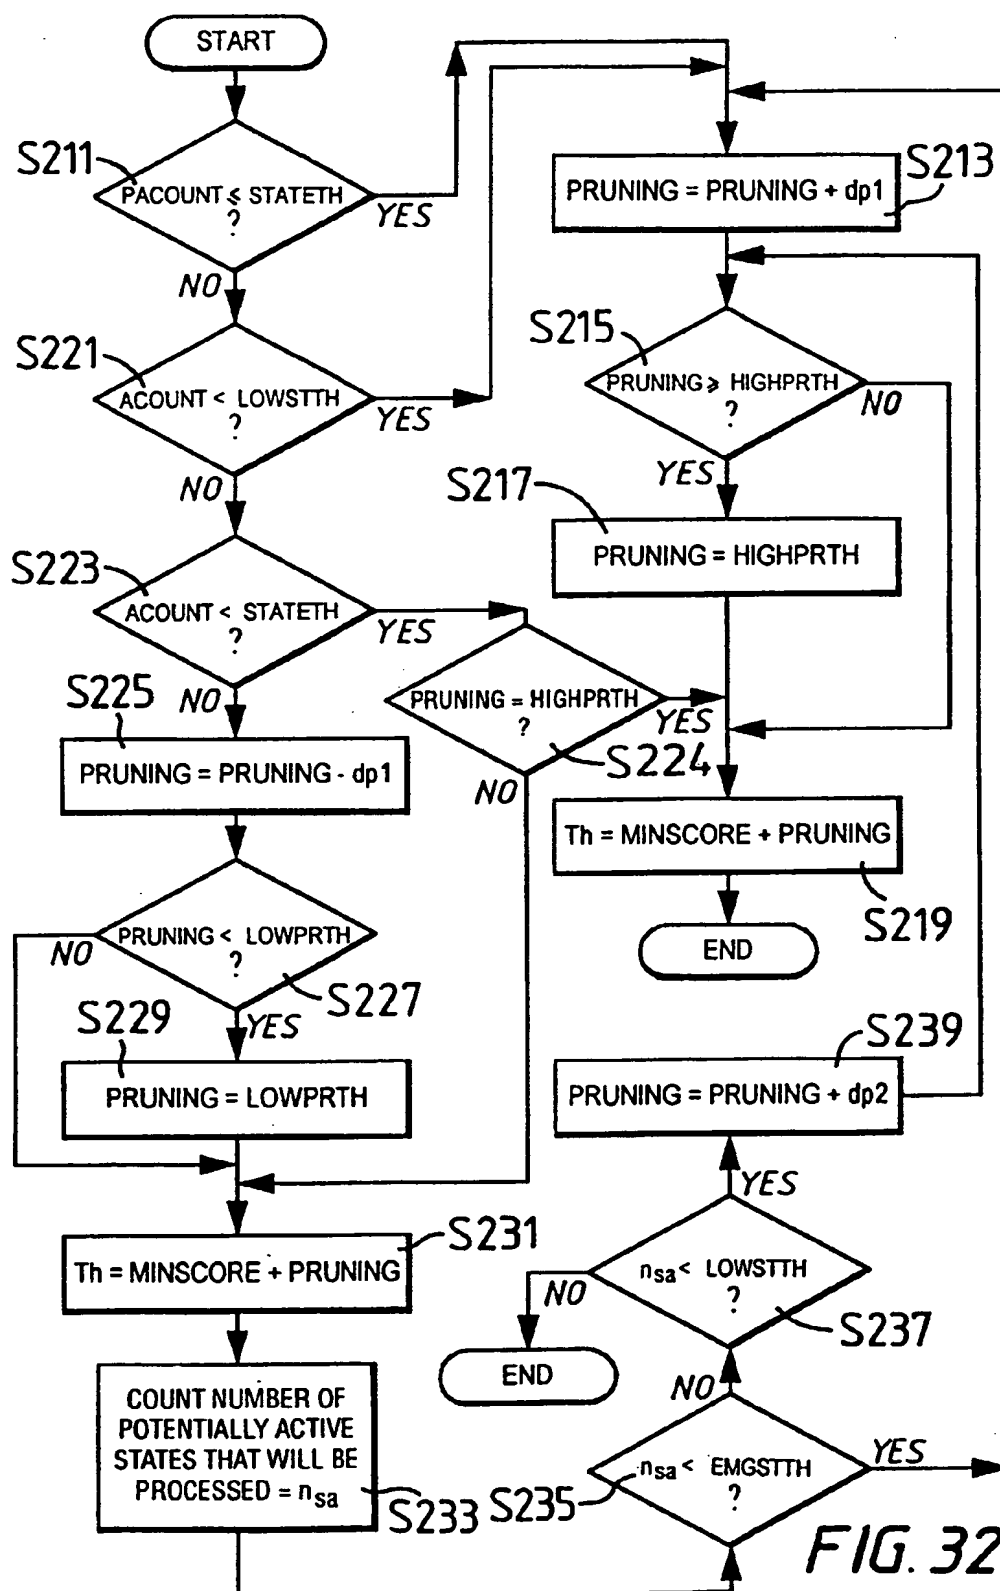 START
S211
PACOUNT ≤ STATETH
?
YES
NO
S213
PRUNING = PRUNING + dp1
S221
ACOUNT < LOWSTTH
?
YES
NO
S215
PRUNING ⩾ HIGHPRTH
?
NO
YES
S217
PRUNING = HIGHPRTH
S223
ACOUNT < STATETH
?
YES
NO
PRUNING = HIGHPRTH
?
YES
S224
NO
S225
PRUNING = PRUNING - dp1
Th = MINSCORE + PRUNING
S219
END
PRUNING < LOWPRTH
?
NO
S227
YES
S229
PRUNING = LOWPRTH
S239
PRUNING = PRUNING + dp2
YES
S231
Th = MINSCORE + PRUNING
nsa < LOWSTTH
?
NO
S237
END
NO
COUNT NUMBER OF
POTENTIALLY ACTIVE
STATES THAT WILL BE
PROCESSED = nsa
S233
S235
nsa < EMGSTTH
?
YES
FIG. 32